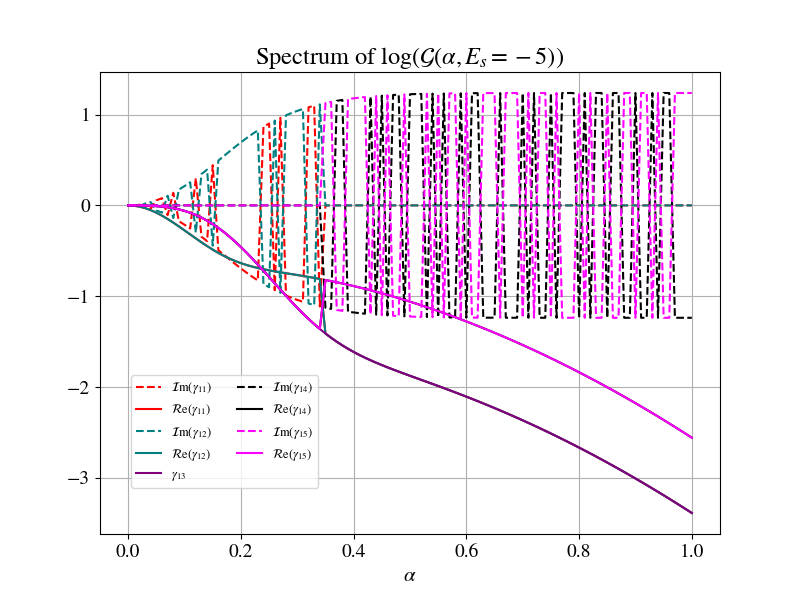 Spectrum of log(𝒢(α, E_s = −5))
1
0
−1
−2
−3
ℐm(γ₁₁)
ℛe(γ₁₁)
ℐm(γ₁₂)
ℛe(γ₁₂)
γ₁₃
ℐm(γ₁₄)
ℛe(γ₁₄)
ℐm(γ₁₅)
ℛe(γ₁₅)
0.0 0.2 0.4 0.6 0.8 1.0
α